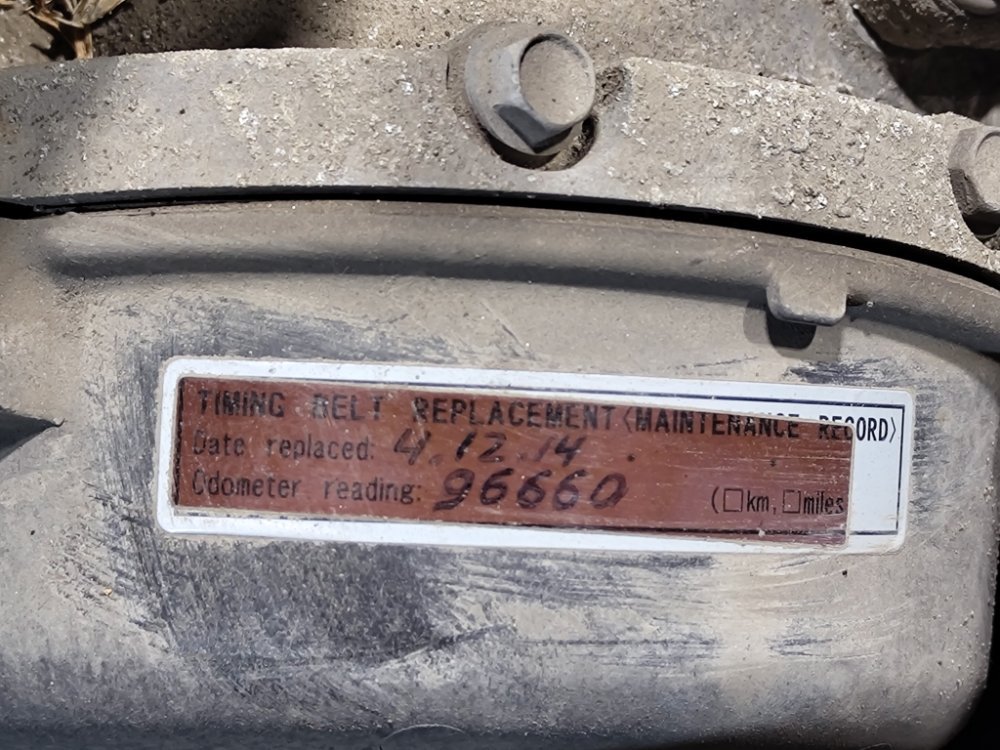 TIMING BELT REPLACEMENT〈MAINTENANCE RECORD〉
Date replaced: 4.12.14.
Odometer reading: 96660 (□km, □miles